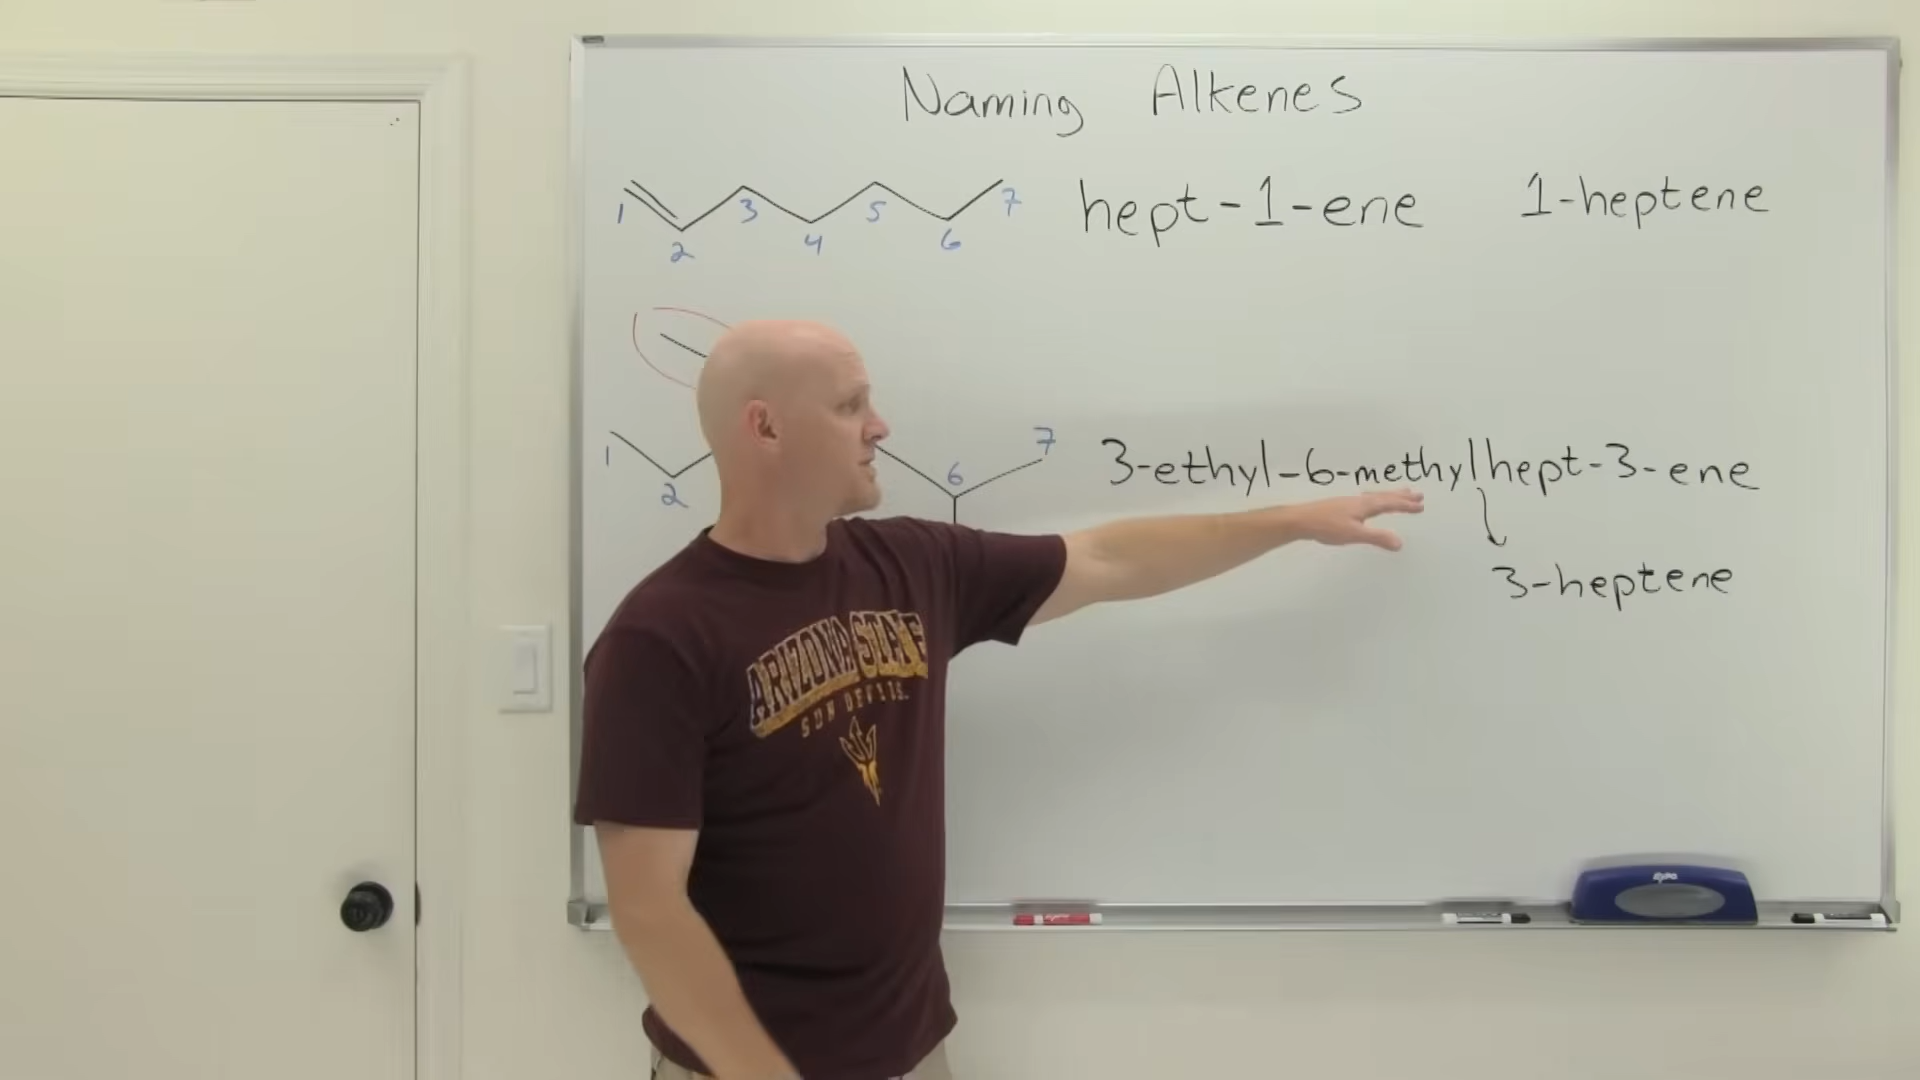 Naming Alkenes
1 2 3 4 5 6 7
hept-1-ene
1-heptene
1 2 6 7
3-ethyl-6-methylhept-3-ene
3-heptene
ARIZONA STATE
SUN DEVILS
expo